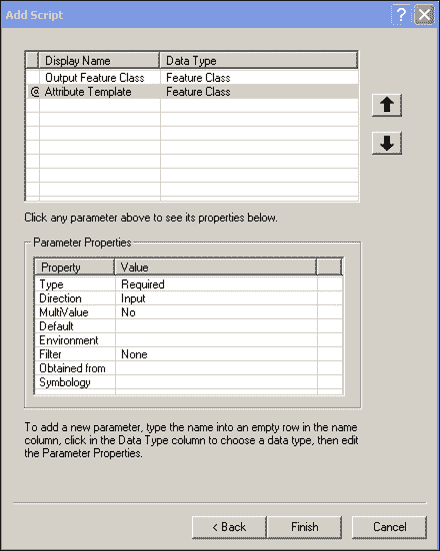 Add Script
?
Display Name Data Type
Output Feature Class Feature Class
Attribute Template Feature Class
Click any parameter above to see its properties below.
Parameter Properties
Property Value
Type Required
Direction Input
MultiValue No
Default
Environment
Filter None
Obtained from
Symbology
To add a new parameter, type the name into an empty row in the name
column, click in the Data Type column to choose a data type, then edit
the Parameter Properties.
< Back Finish Cancel